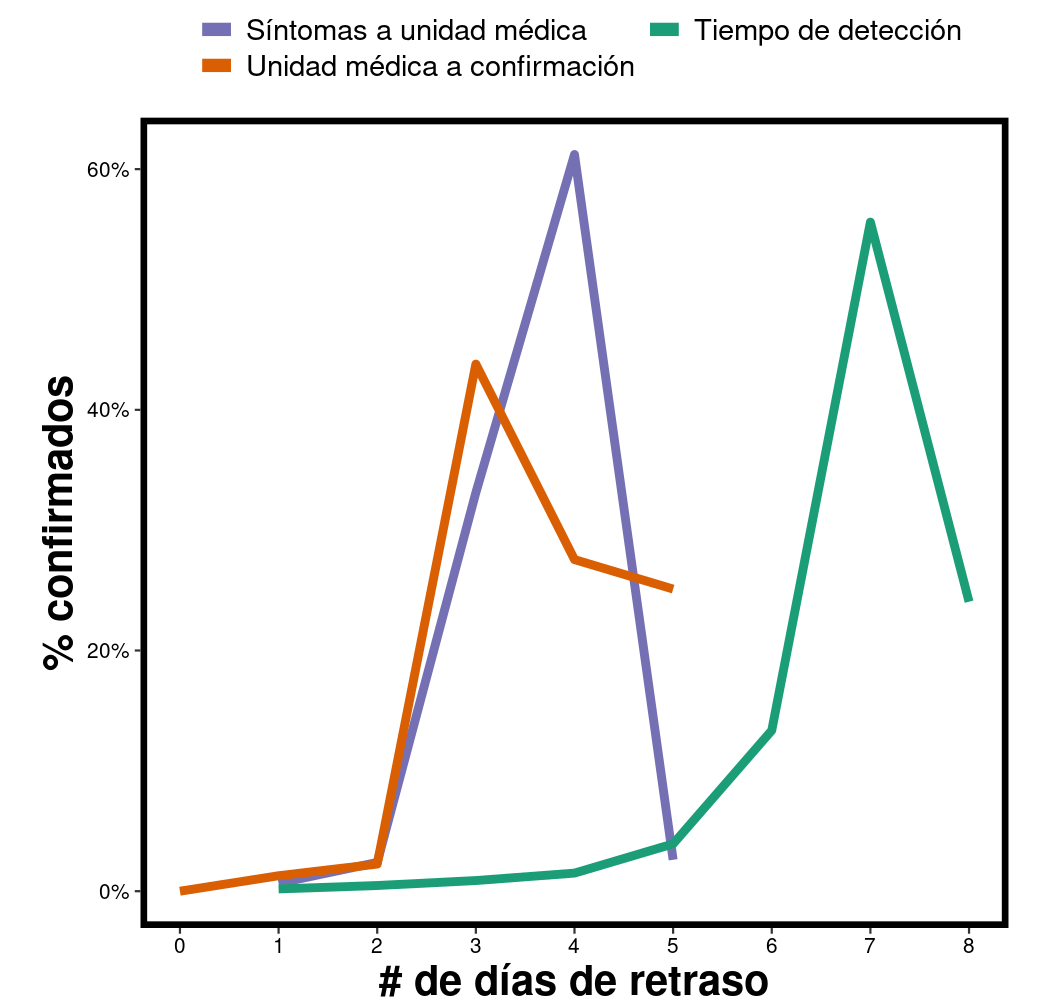 Síntomas a unidad médica
Tiempo de detección
Unidad médica a confirmación
60%
40%
20%
0%
% confirmados
0 1 2 3 4 5 6 7 8
# de días de retraso